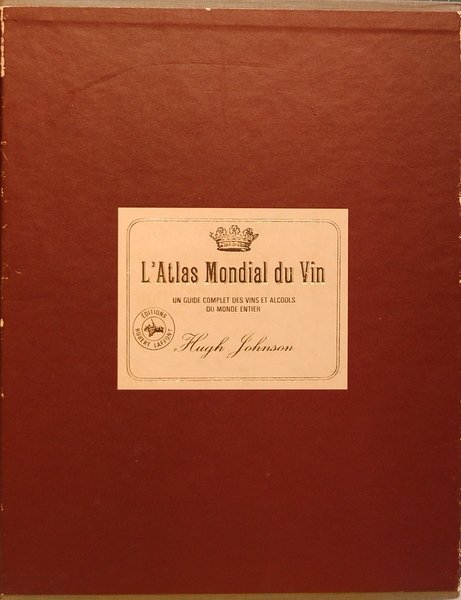 L'Atlas Mondial du Vin
UN GUIDE COMPLET DES VINS ET ALCOOLS
DU MONDE ENTIER
ÉDITIONS
ROBERT LAFFONT
Hugh Johnson